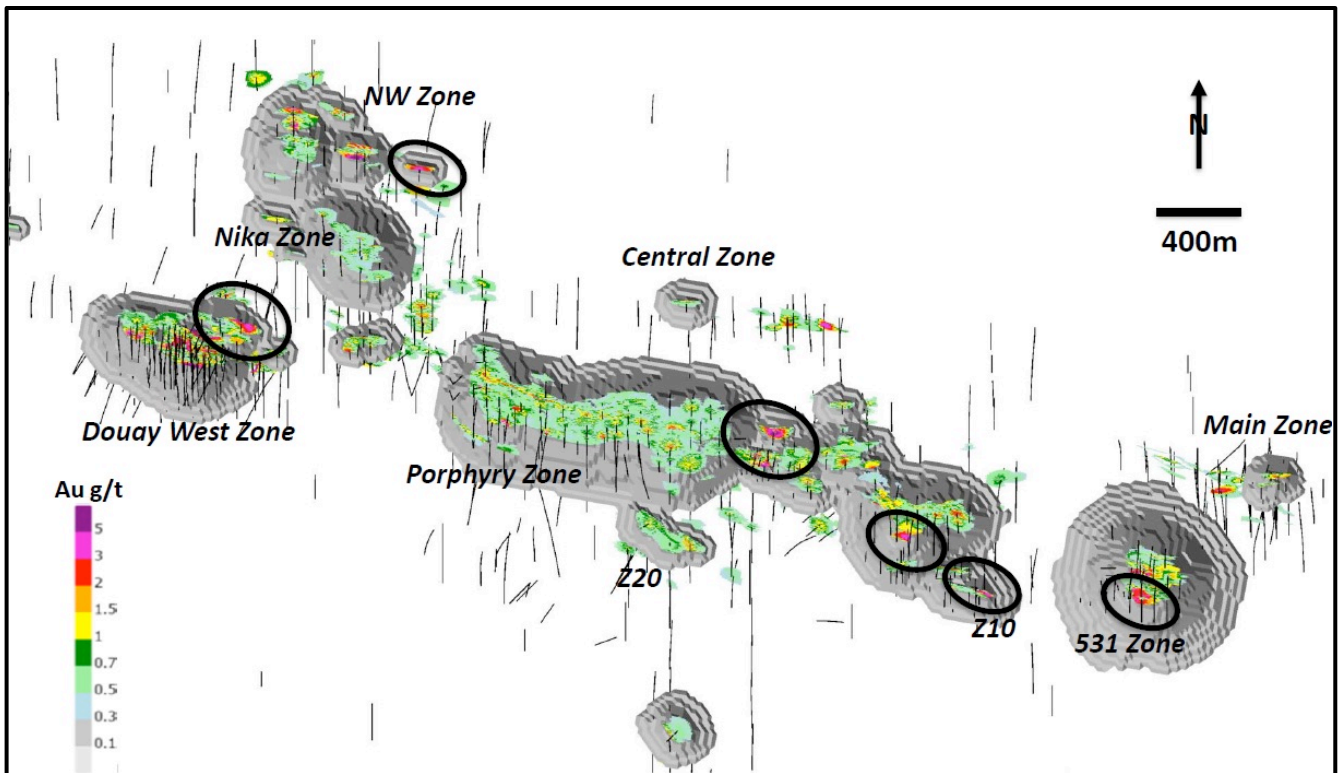 NW Zone
N
400m
Nika Zone
Central Zone
Douay West Zone
Porphyry Zone
Main Zone
Z20
Z10
531 Zone
Au g/t
5
3
2
1.5
1
0.7
0.5
0.3
0.1